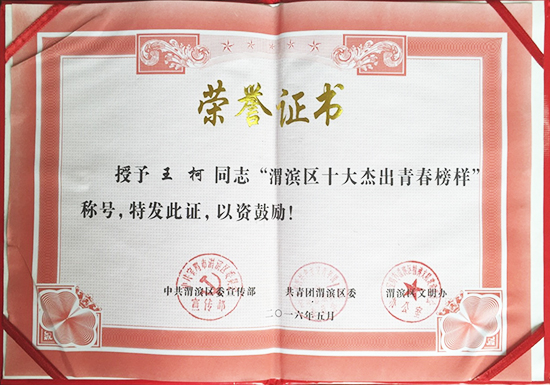 荣誉证书
授予 王 柯 同志“渭滨区十大杰出青春榜样”
称号，特发此证，以资鼓励！
中共渭滨区委宣传部 共青团渭滨区委 渭滨区文明办
二〇一六年五月
宣传部